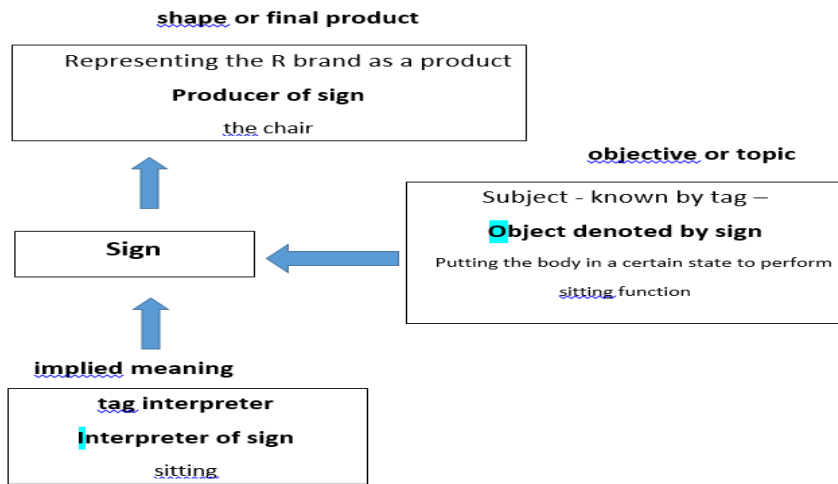 shape or final product
Representing the R brand as a product
Producer of sign
the chair
objective or topic
Subject - known by tag –
Object denoted by sign
Putting the body in a certain state to perform
sitting function
Sign
implied meaning
tag interpreter
Interpreter of sign
sitting